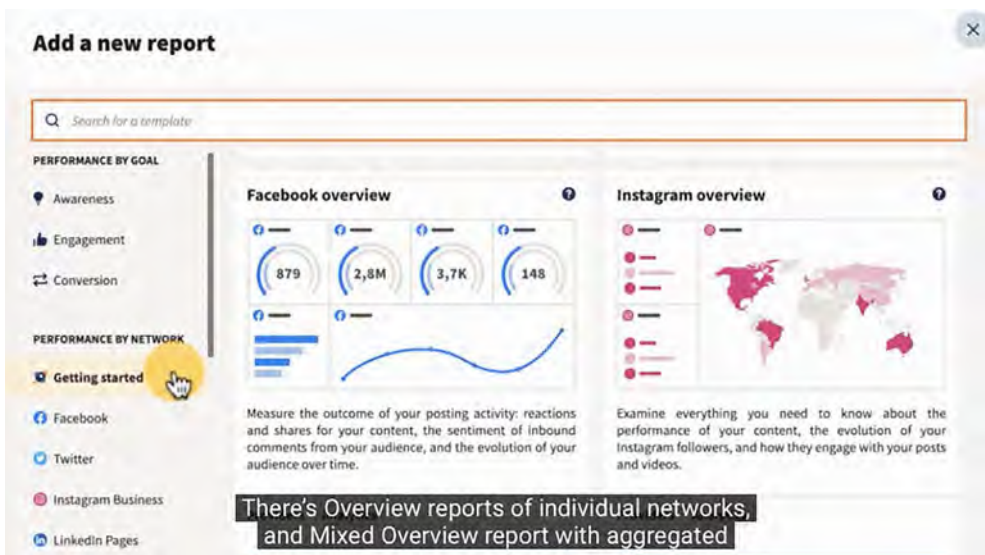 Add a new report
Search for a template
PERFORMANCE BY GOAL
Awareness
Engagement
Conversion
PERFORMANCE BY NETWORK
Getting started
Facebook
Twitter
Instagram Business
LinkedIn Pages
Facebook overview
879
2,8M
3,7K
148
Measure the outcome of your posting activity: reactions
and shares for your content, the sentiment of inbound
comments from your audience, and the evolution of your
audience over time.
Instagram overview
Examine everything you need to know about the
performance of your content, the evolution of your
Instagram followers, and how they engage with your posts
and videos.
There's Overview reports of individual networks,
and Mixed Overview report with aggregated